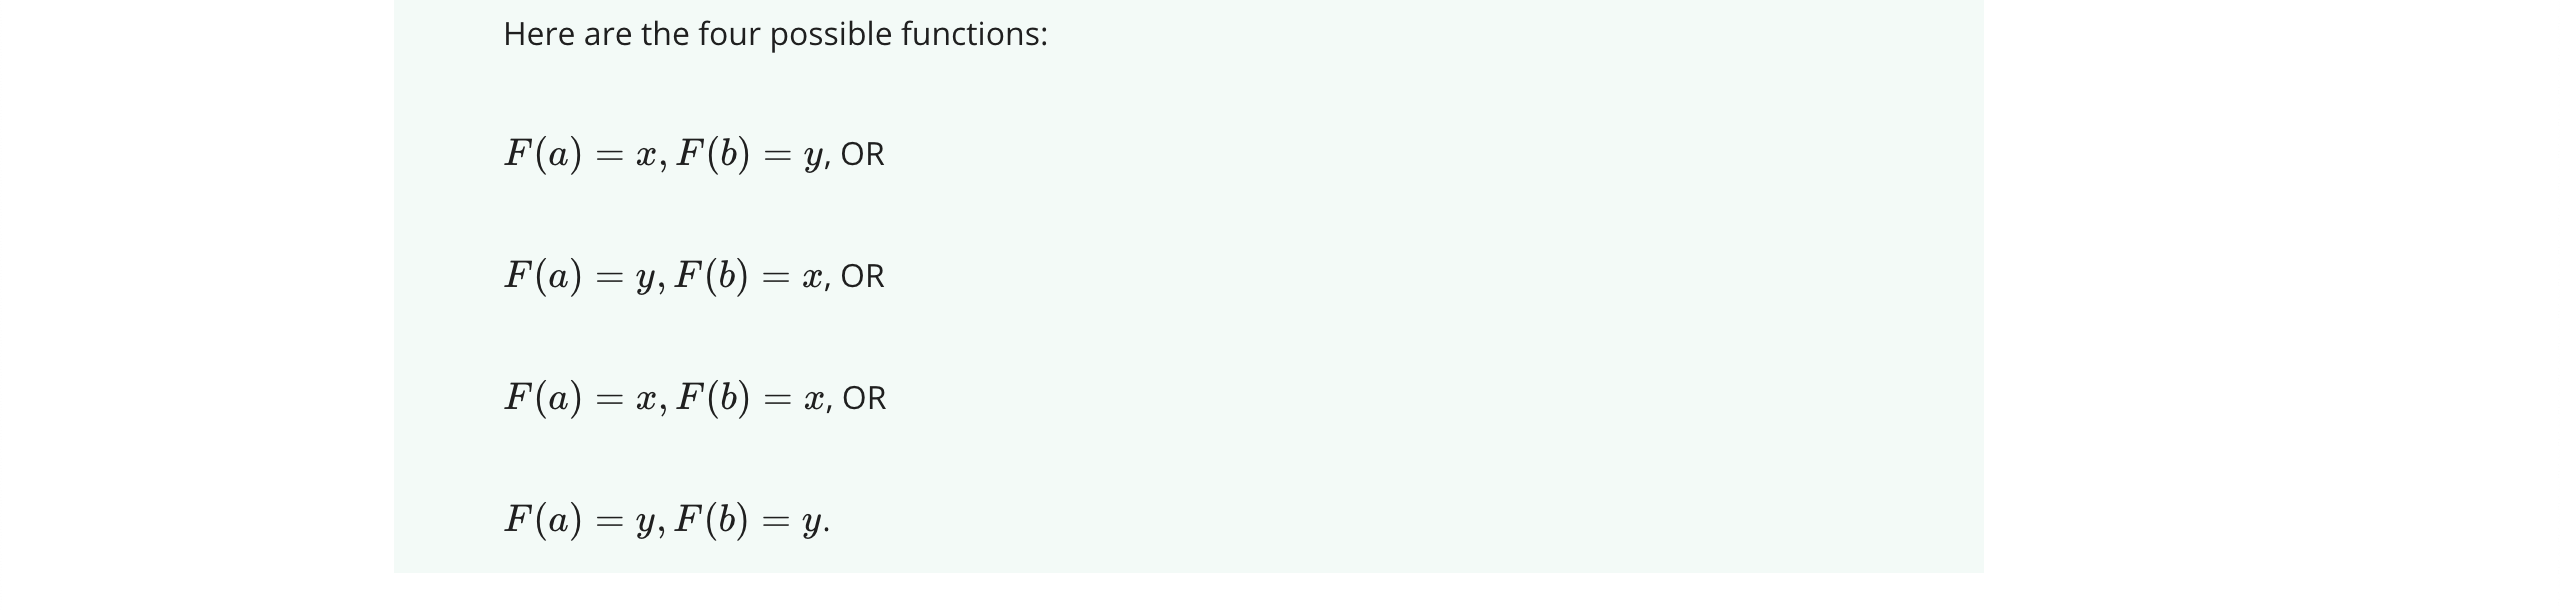 Here are the four possible functions:
F(a) = x, F(b) = y, OR
F(a) = y, F(b) = x, OR
F(a) = x, F(b) = x, OR
F(a) = y, F(b) = y.